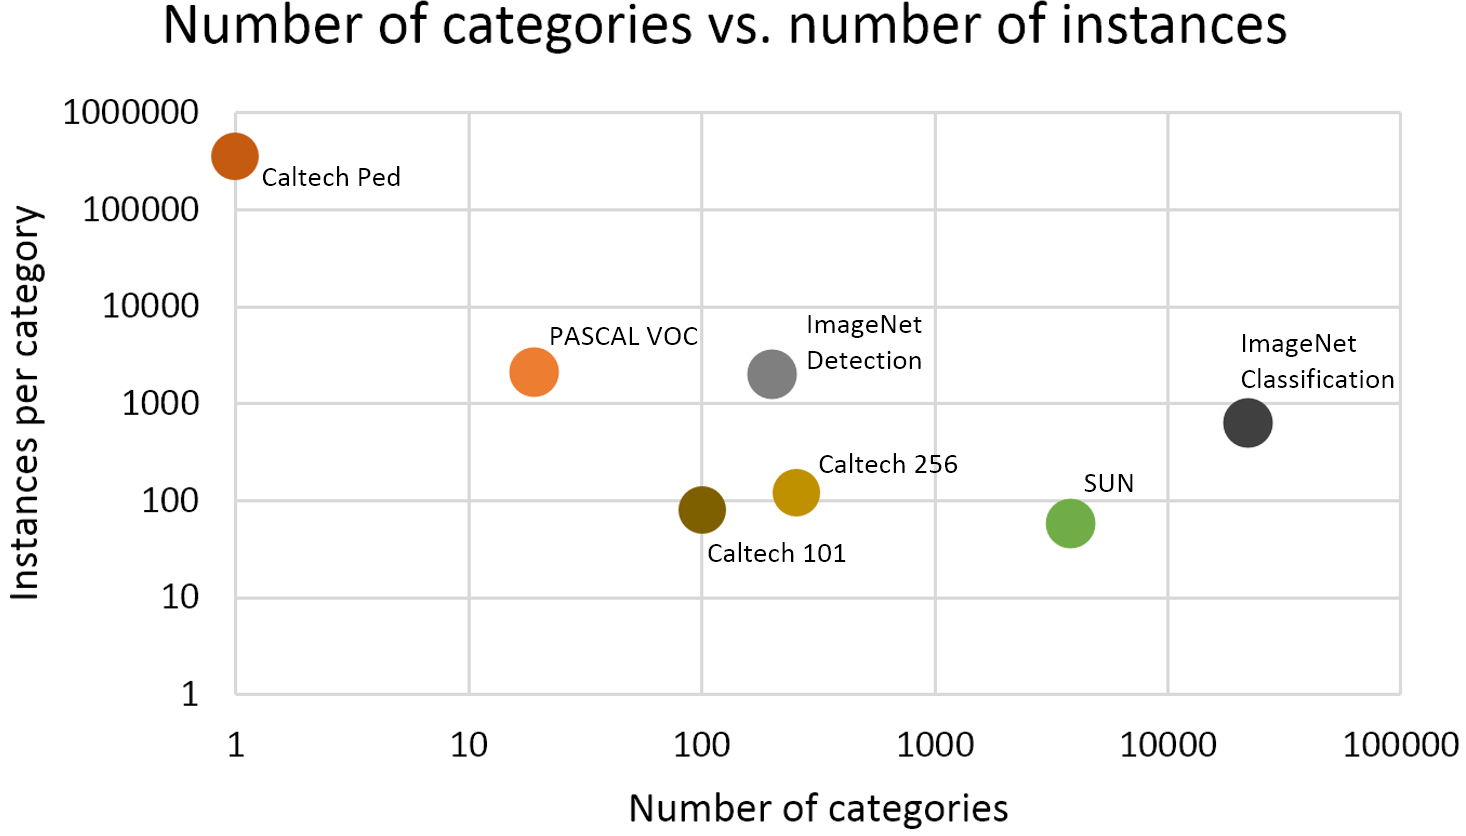 Number of categories vs. number of instances
1000000
100000
10000
1000
100
10
1
Instances per category
Caltech Ped
PASCAL VOC
ImageNet
Detection
ImageNet
Classification
Caltech 256
SUN
Caltech 101
1 10 100 1000 10000 100000
Number of categories